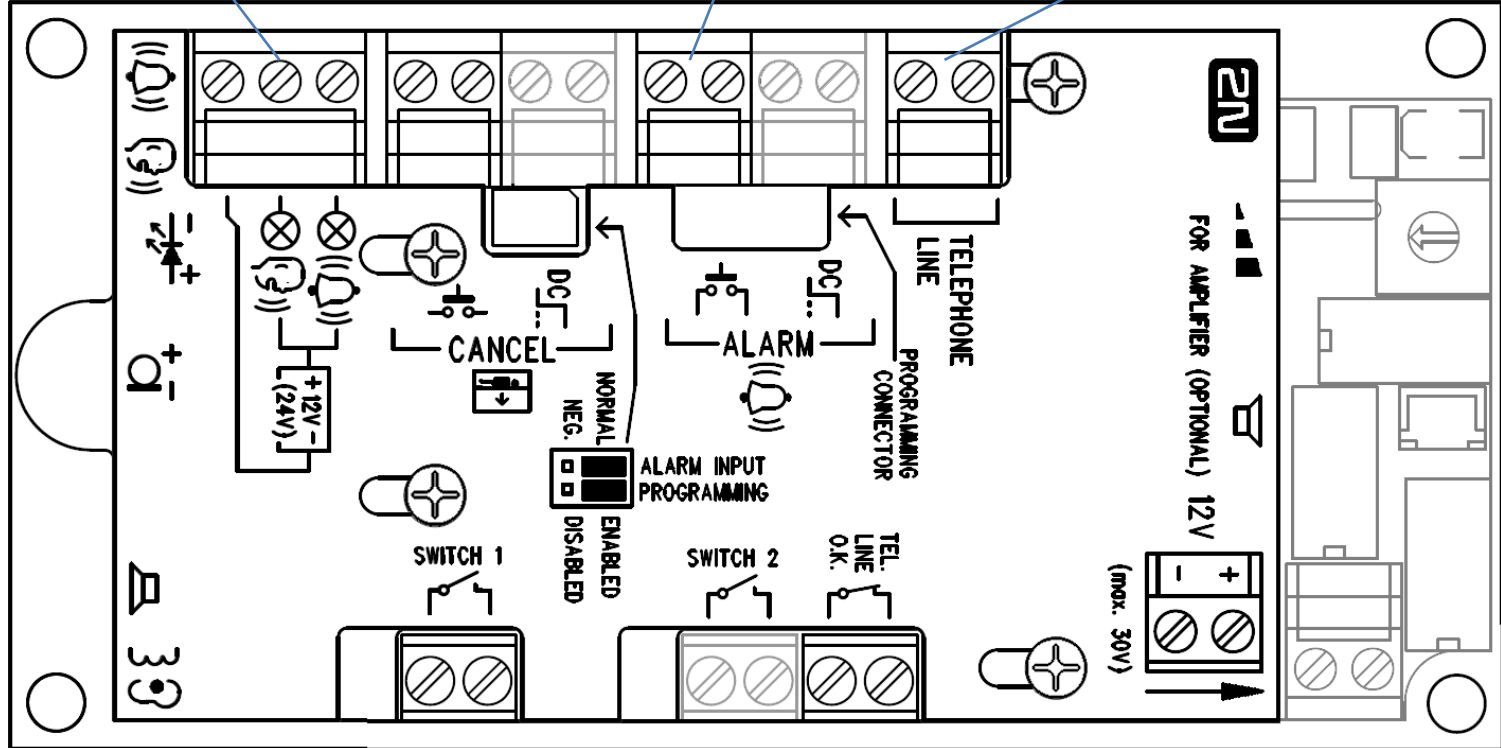 2N
DC...
DC...
TELEPHONE
LINE
FOR AMPLIFIER (OPTIONAL) 12V
CANCEL
ALARM
+ 12V -
(24V)
NORMAL
NEG.
PROGRAMMING
CONNECTOR
ALARM INPUT
PROGRAMMING
ENABLED
DISABLED
SWITCH 1
SWITCH 2
TEL.
LINE
O.K.
- +
(max. 30V)
- +
+ -